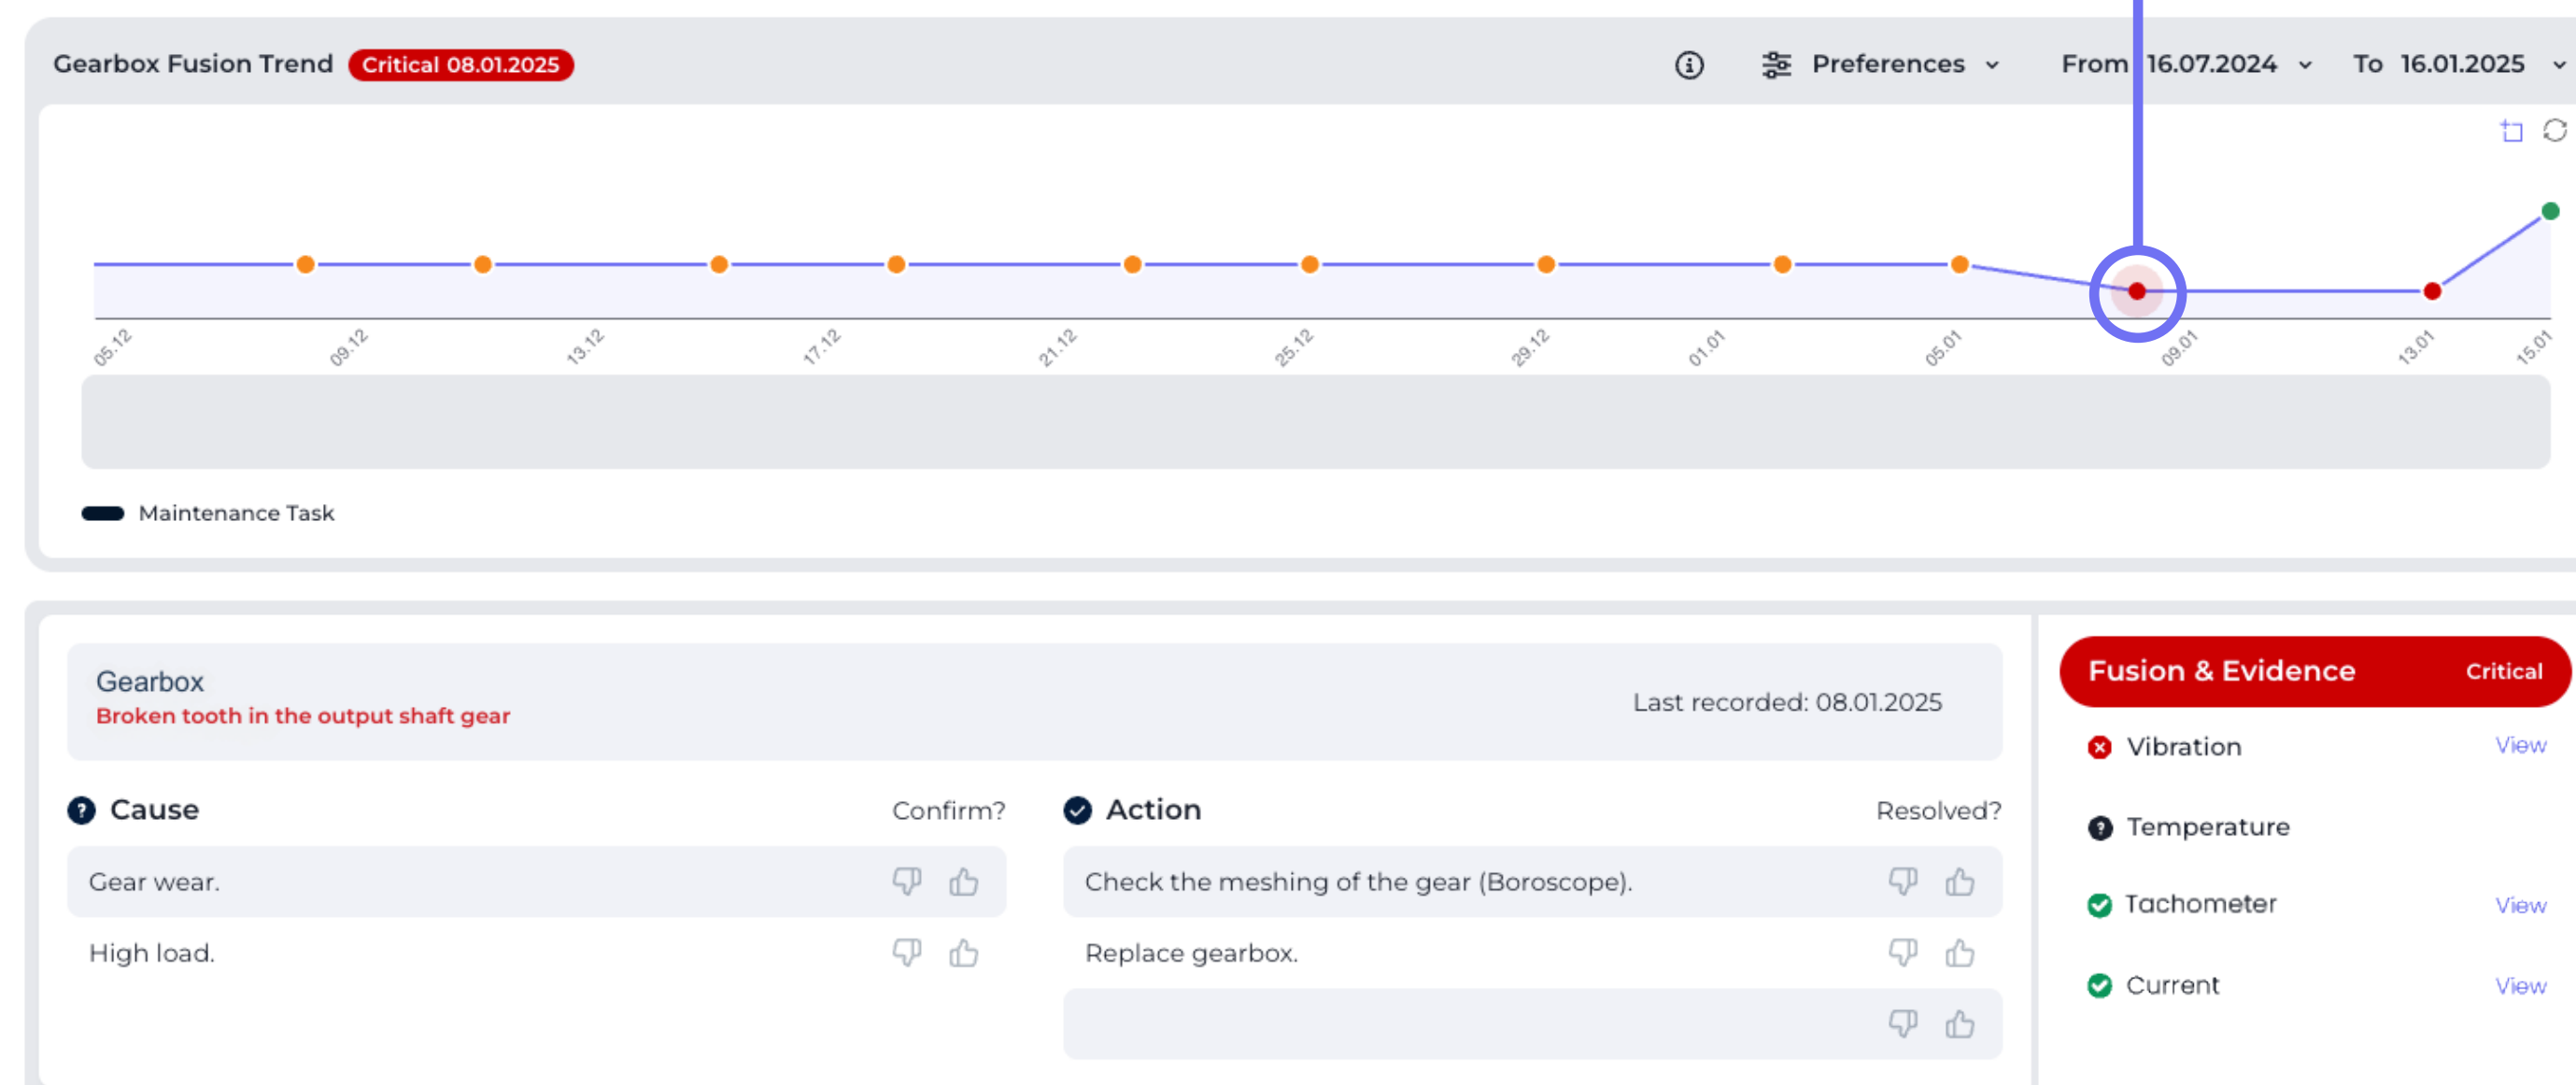 Gearbox Fusion Trend Critical 08.01.2025 Preferences From 16.07.2024 To 16.01.2025
05.12 09.12 13.12 17.12 21.12 25.12 29.12 01.01 05.01 09.01 13.01 15.01
Maintenance Task
Gearbox
Broken tooth in the output shaft gear
Last recorded: 08.01.2025
Cause Confirm?
Gear wear.
High load.
Action Resolved?
Check the meshing of the gear (Boroscope).
Replace gearbox.
Fusion & Evidence Critical
Vibration View
Temperature
Tachometer View
Current View